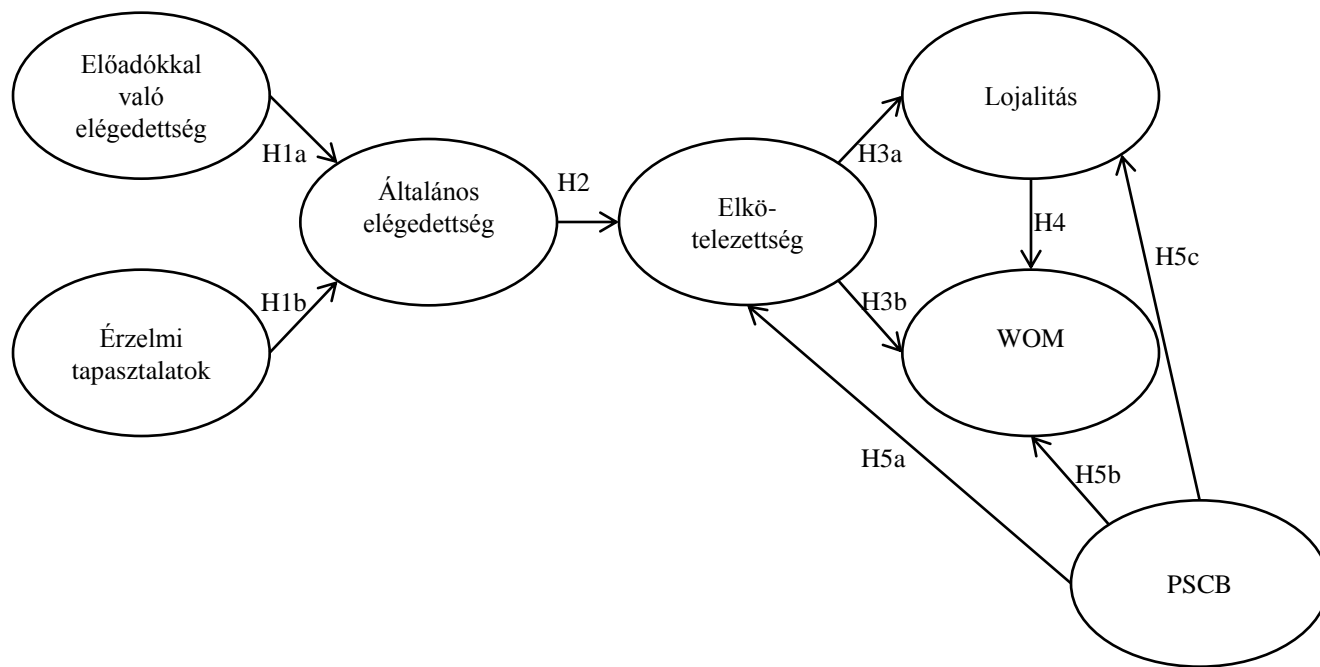 Előadókkal
való
elégedettség
H1a
Érzelmi
tapasztalatok
H1b
Általános
elégedettség
H2
Elkö-
telezettség
H3a
H3b
Lojalitás
H4
WOM
H5a
H5b
H5c
PSCB